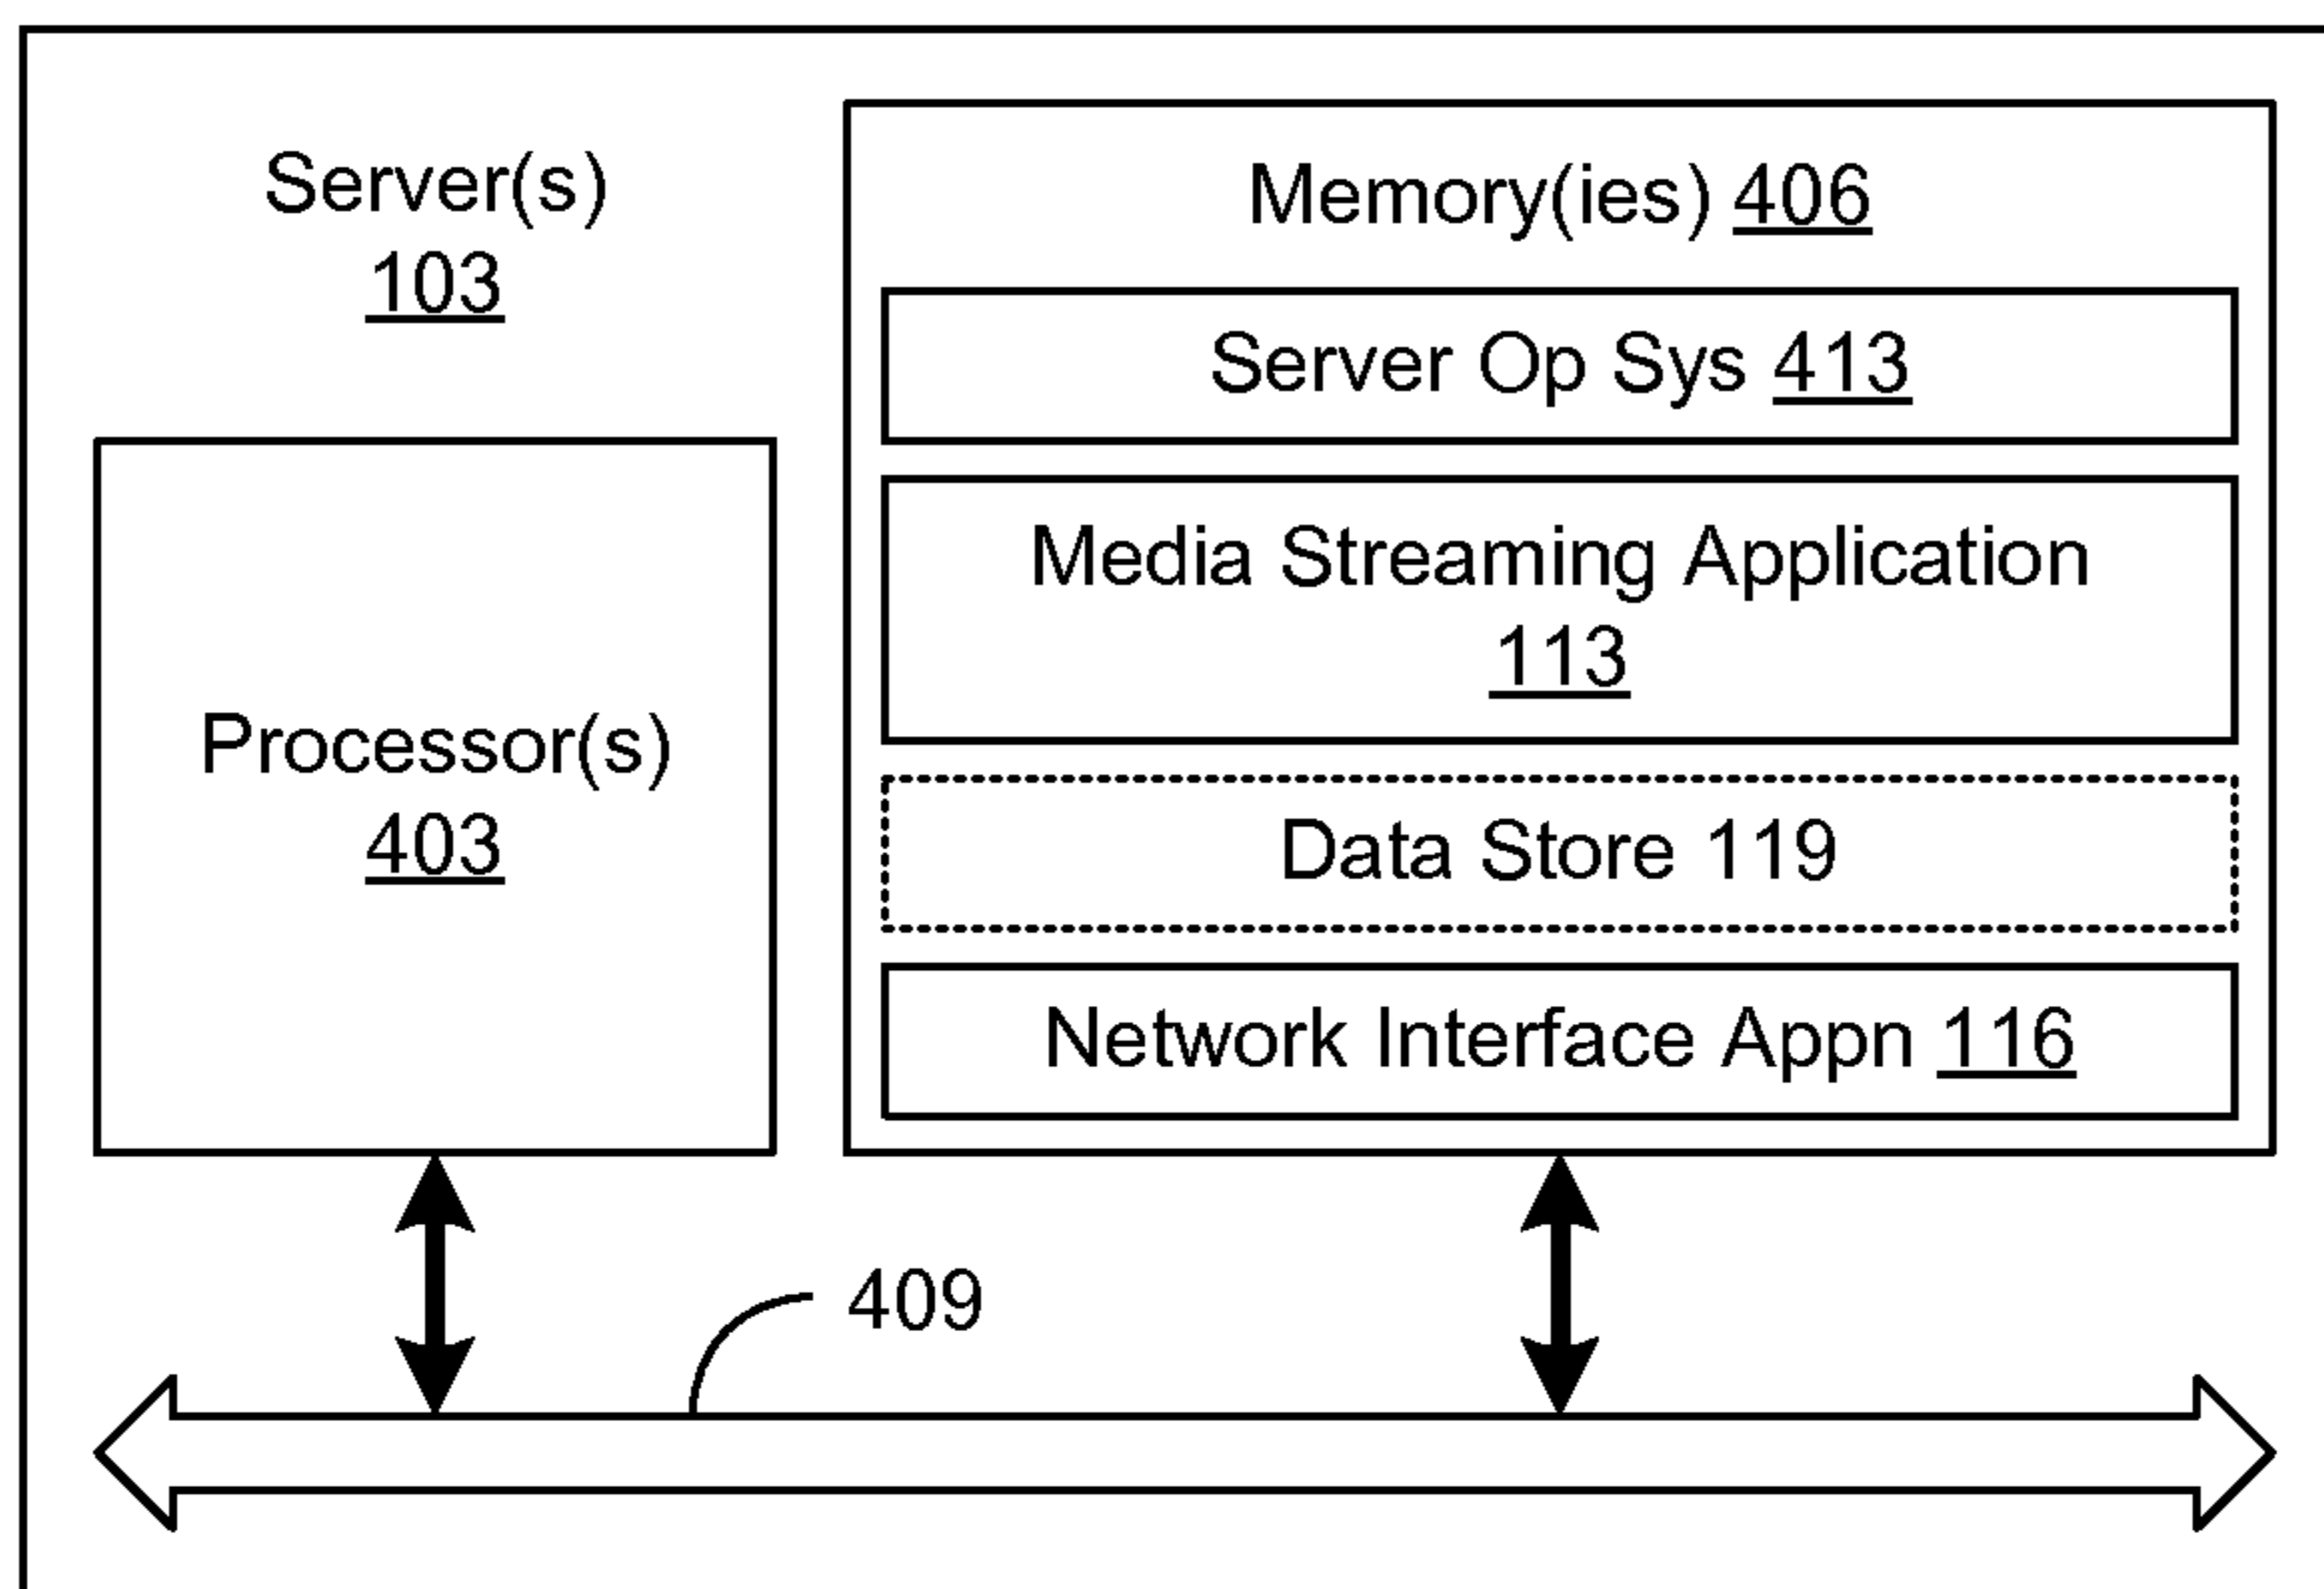 Server(s)
103
Memory(ies) 406
Server Op Sys 413
Media Streaming Application
113
Processor(s)
403
Data Store 119
Network Interface Appn 116
409